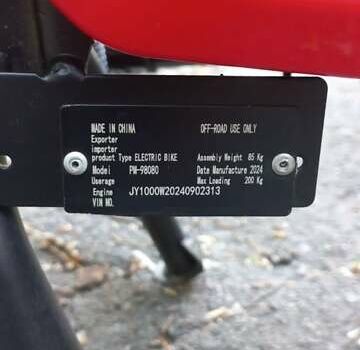 MADE IN CHINA OFF-ROAD USE ONLY
Exporter
importer
product Type ELECTRIC BIKE Assembly Weight 85 Kg
Model PM-98080 Date Manufacture 2024
Userage Max Loading 200 Kg
Engine JY1000W20240902313
VIN NO.